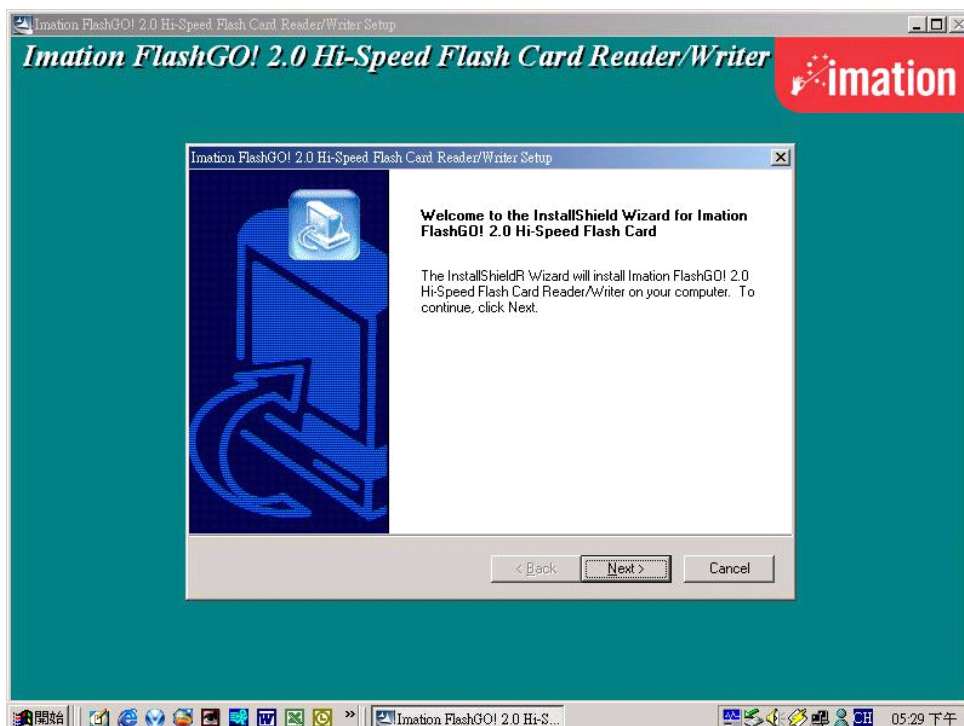 Imation FlashGO! 2.0 Hi-Speed Flash Card Reader/Writer Setup
Imation FlashGO! 2.0 Hi-Speed Flash Card Reader/Writer
imation
Imation FlashGO! 2.0 Hi-Speed Flash Card Reader/Writer Setup
Welcome to the InstallShield Wizard for Imation
FlashGO! 2.0 Hi-Speed Flash Card
The InstallShieldR Wizard will install Imation FlashGO! 2.0
Hi-Speed Flash Card Reader/Writer on your computer. To
continue, click Next.
< Back
Next >
Cancel
開始
»
Imation FlashGO! 2.0 Hi-S...
CH
05:29 下午